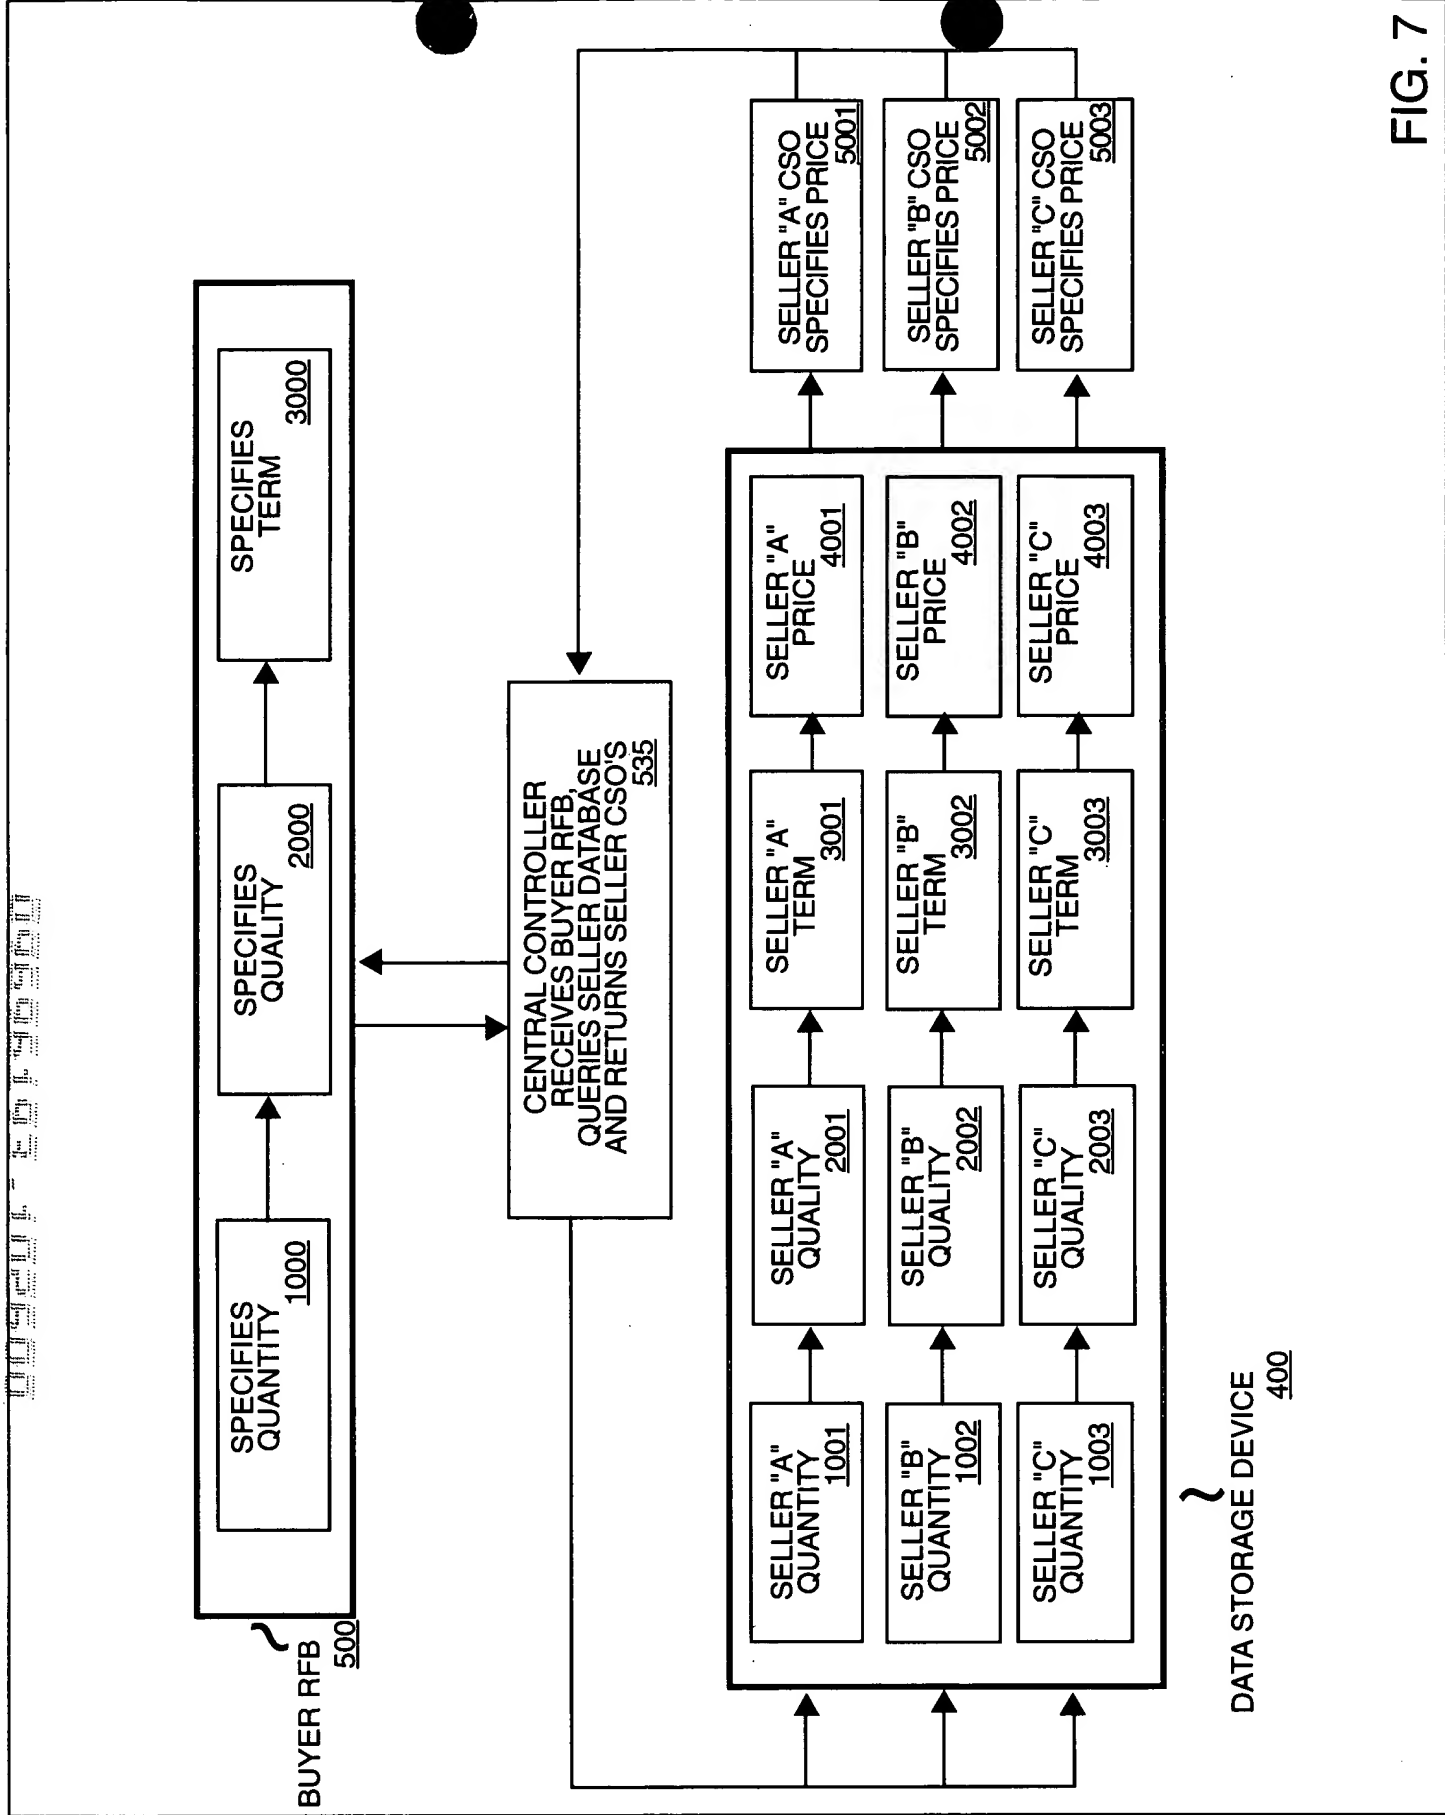 BUYER RFB
500
SPECIFIES
QUANTITY
1000
SPECIFIES
QUALITY
2000
SPECIFIES
TERM
3000
CENTRAL CONTROLLER
RECEIVES BUYER RFB,
QUERIES SELLER DATABASE
AND RETURNS SELLER CSO'S
535
SELLER "A"
QUANTITY
1001
SELLER "A"
QUALITY
2001
SELLER "A"
TERM
3001
SELLER "A"
PRICE
4001
SELLER "A" CSO
SPECIFIES PRICE
5001
SELLER "B"
QUANTITY
1002
SELLER "B"
QUALITY
2002
SELLER "B"
TERM
3002
SELLER "B"
PRICE
4002
SELLER "B" CSO
SPECIFIES PRICE
5002
SELLER "C"
QUANTITY
1003
SELLER "C"
QUALITY
2003
SELLER "C"
TERM
3003
SELLER "C"
PRICE
4003
SELLER "C" CSO
SPECIFIES PRICE
5003
DATA STORAGE DEVICE
400
FIG. 7